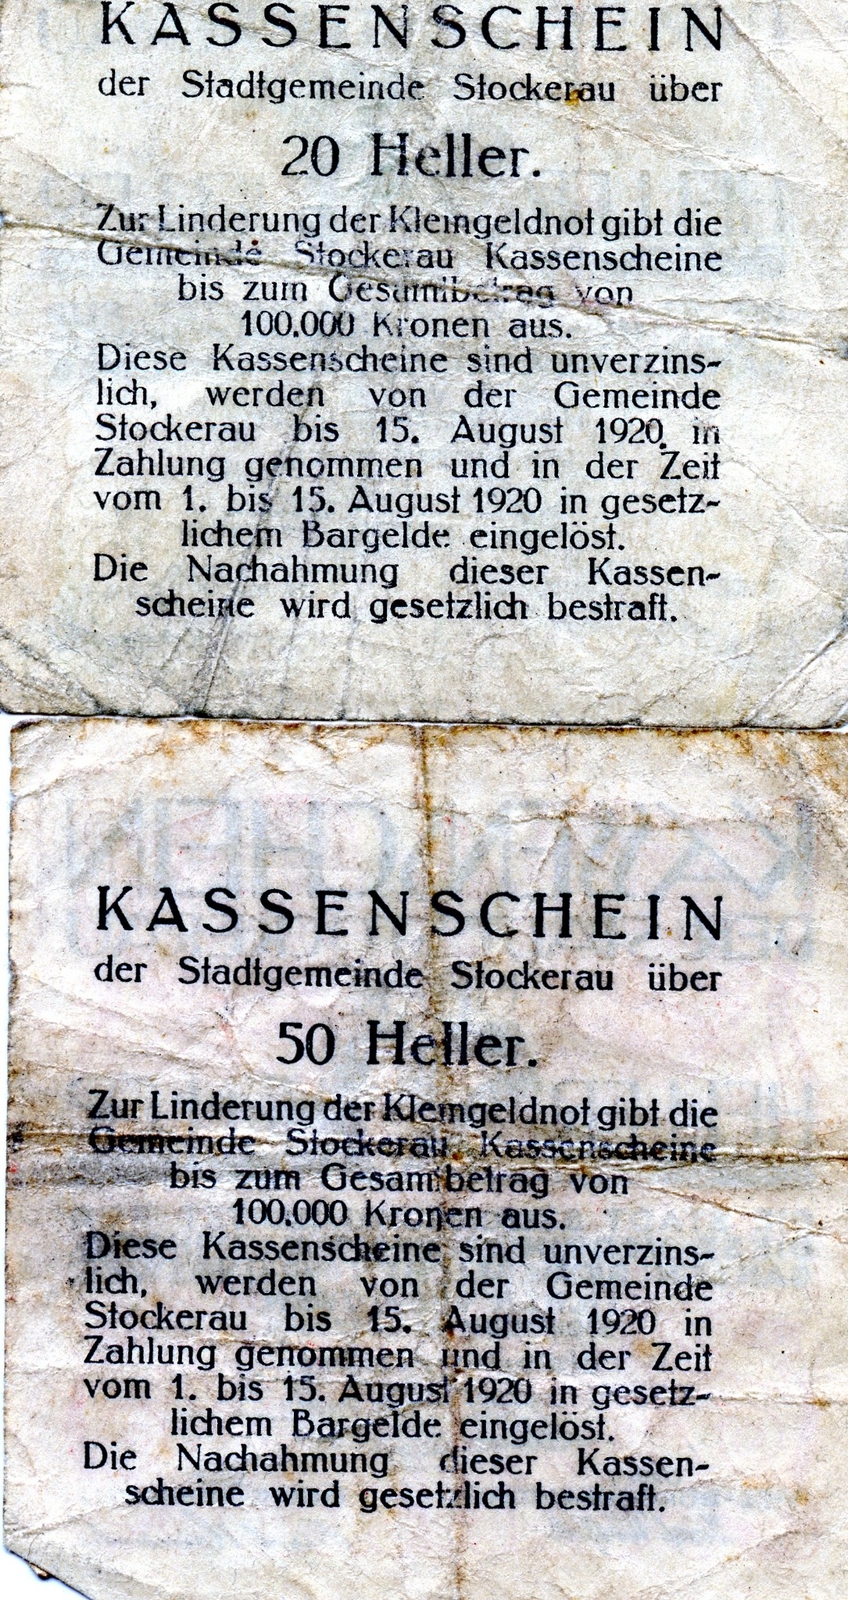 KASSENSCHEIN
der Stadtgemeinde Stockerau über
20 Heller.
Zur Linderung der Kleingeldnot gibt die
Gemeinde Stockerau Kassenscheine
bis zum Gesamtbetrag von
100.000 Kronen aus.
Diese Kassenscheine sind unverzins-
lich, werden von der Gemeinde
Stockerau bis 15. August 1920 in
Zahlung genommen und in der Zeit
vom 1. bis 15. August 1920 in gesetz-
lichem Bargelde eingelöst.
Die Nachahmung dieser Kassen-
scheine wird gesetzlich bestraft.
KASSENSCHEIN
der Stadtgemeinde Stockerau über
50 Heller.
Zur Linderung der Kleingeldnot gibt die
Gemeinde Stockerau Kassenscheine
bis zum Gesamtbetrag von
100.000 Kronen aus.
Diese Kassenscheine sind unverzins-
lich, werden von der Gemeinde
Stockerau bis 15. August 1920 in
Zahlung genommen und in der Zeit
vom 1. bis 15. August 1920 in gesetz-
lichem Bargelde eingelöst.
Die Nachahmung dieser Kassen-
scheine wird gesetzlich bestraft.